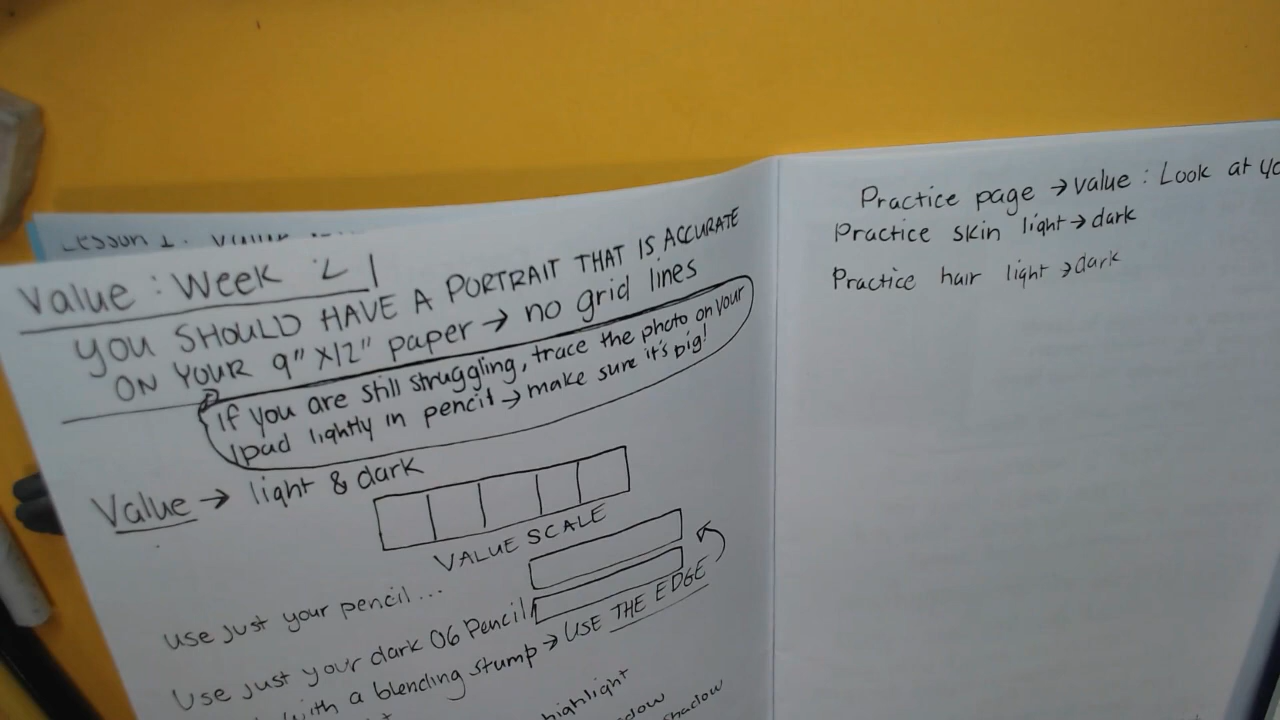 Value : Week 21
YOU SHOULD HAVE A PORTRAIT THAT IS ACCURATE
ON YOUR 9" X12" paper → no grid lines
if you are still struggling, trace the photo on your
ipad lightly in pencil → make sure it's big!
Value → light & dark
VALUE SCALE
Use just your pencil...
Use just your dark 06 Pencil
with a blending stump → USE THE EDGE
highlight
shadow
Practice page → value : Look at
Practice skin light → dark
Practice hair light → dark